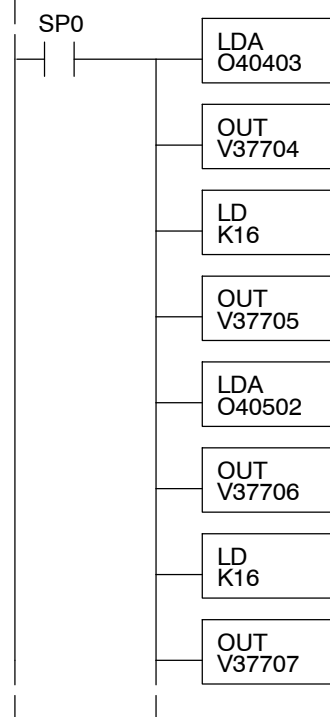 SP0
LDA
O40403
OUT
V37704
LD
K16
OUT
V37705
LDA
O40502
OUT
V37706
LD
K16
OUT
V37707